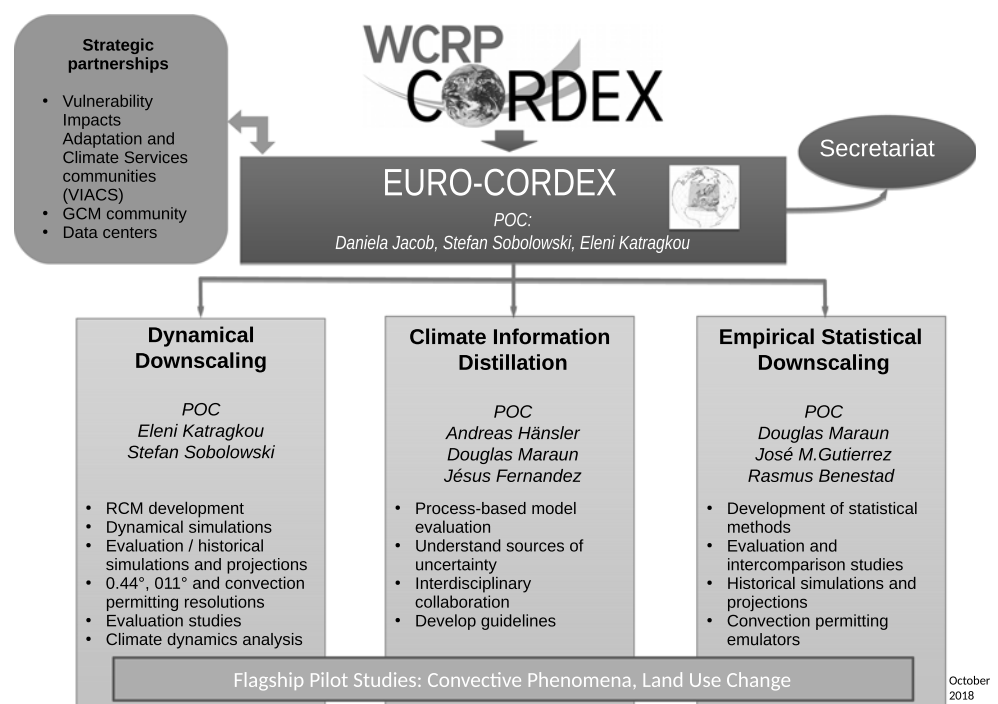 Strategic
partnerships
• Vulnerability
Impacts
Adaptation and
Climate Services
communities
(VIACS)
• GCM community
• Data centers
WCRP
CORDEX
EURO-CORDEX
POC:
Daniela Jacob, Stefan Sobolowski, Eleni Katragkou
Secretariat
Dynamical
Downscaling
POC
Eleni Katragkou
Stefan Sobolowski
• RCM development
• Dynamical simulations
• Evaluation / historical
simulations and projections
• 0.44°, 011° and convection
permitting resolutions
• Evaluation studies
• Climate dynamics analysis
Climate Information
Distillation
POC
Andreas Hänsler
Douglas Maraun
Jésus Fernandez
• Process-based model
evaluation
• Understand sources of
uncertainty
• Interdisciplinary
collaboration
• Develop guidelines
Empirical Statistical
Downscaling
POC
Douglas Maraun
José M.Gutierrez
Rasmus Benestad
• Development of statistical
methods
• Evaluation and
intercomparison studies
• Historical simulations and
projections
• Convection permitting
emulators
Flagship Pilot Studies: Convective Phenomena, Land Use Change
October
2018